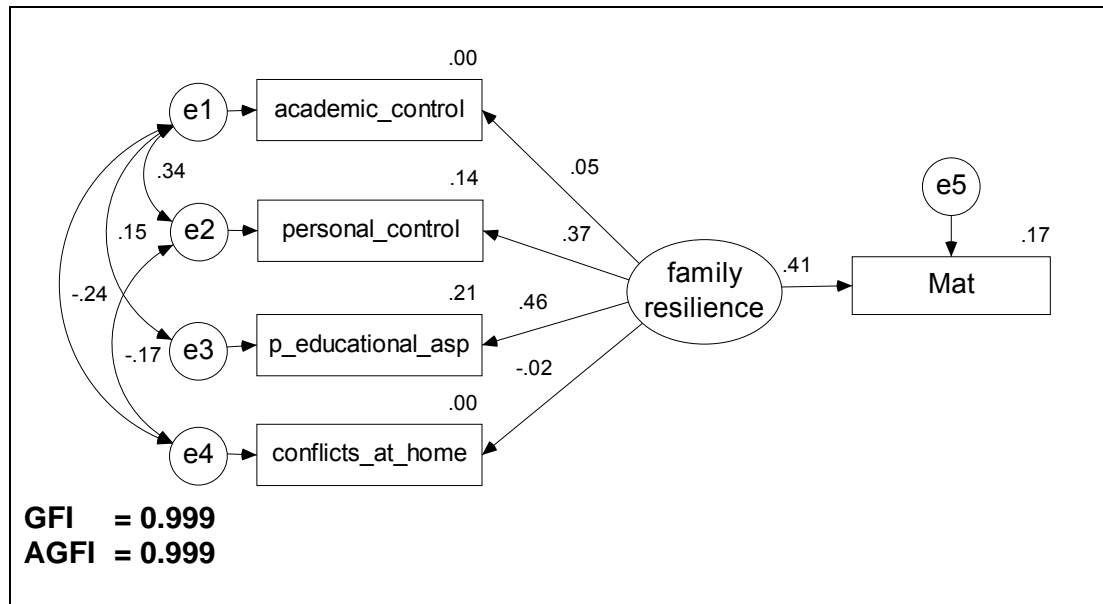 .00
e1
academic_control
.34
.05
.14
e2
personal_control
.15
.37
e5
.17
family
resilience
.41
Mat
-.24
.21
.46
e3
p_educational_asp
-.17
-.02
.00
e4
conflicts_at_home
GFI = 0.999
AGFI = 0.999